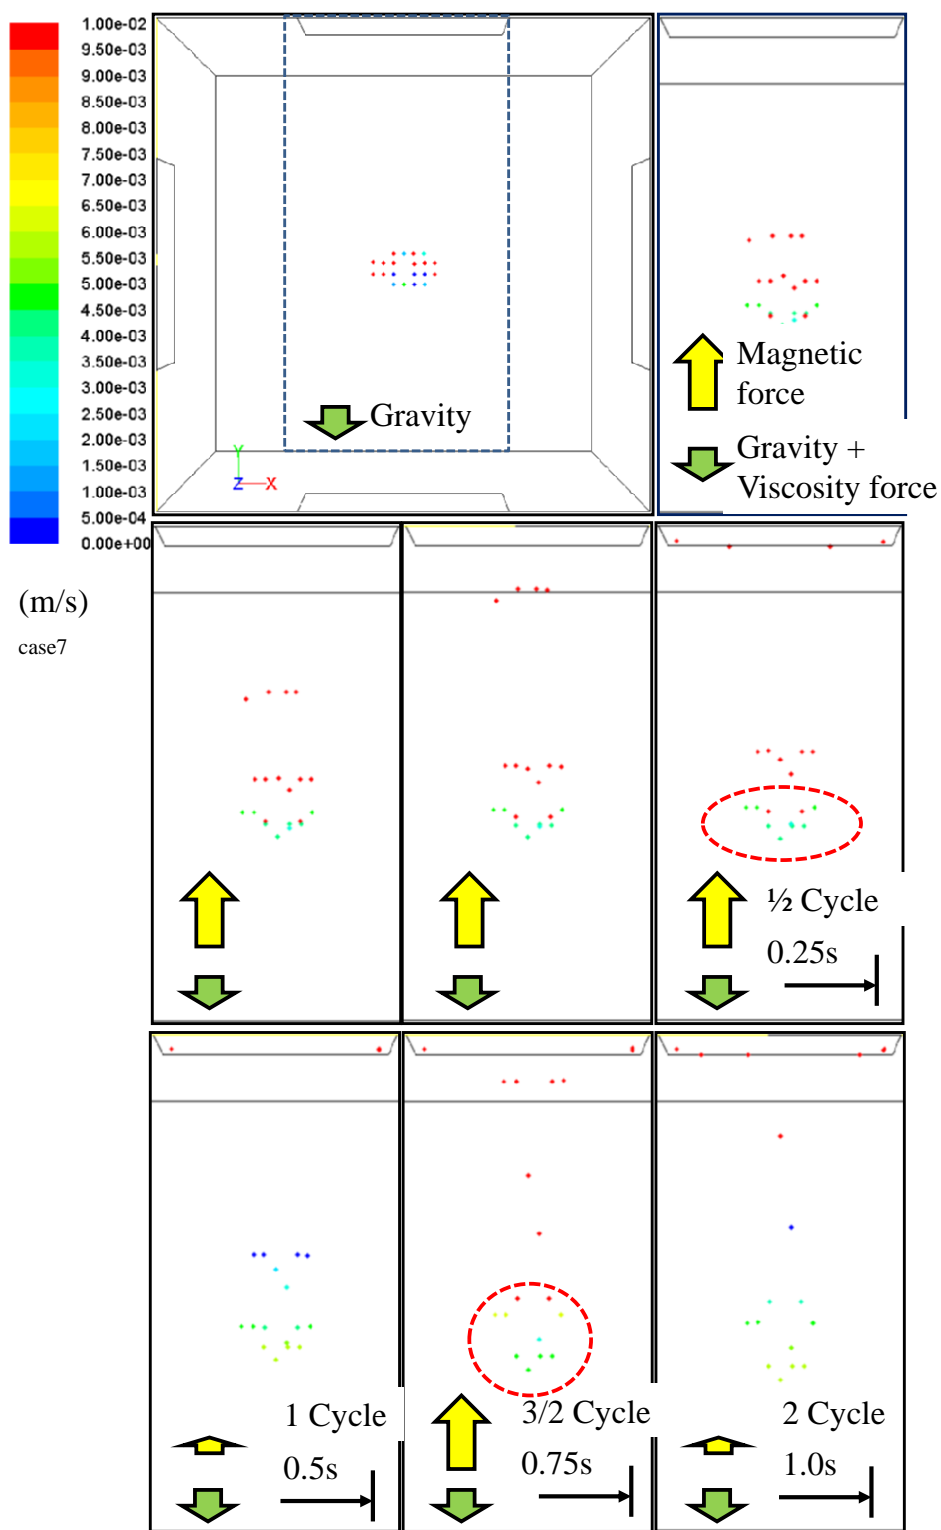 1.00e-02
9.50e-03
9.00e-03
8.50e-03
8.00e-03
7.50e-03
7.00e-03
6.50e-03
6.00e-03
5.50e-03
5.00e-03
4.50e-03
4.00e-03
3.50e-03
3.00e-03
2.50e-03
2.00e-03
1.50e-03
1.00e-03
5.00e-04
0.00e+00
(m/s)
case7
Gravity
Y
Z X
Magnetic
force
Gravity +
Viscosity force
½ Cycle
0.25s
1 Cycle
0.5s
3/2 Cycle
0.75s
2 Cycle
1.0s